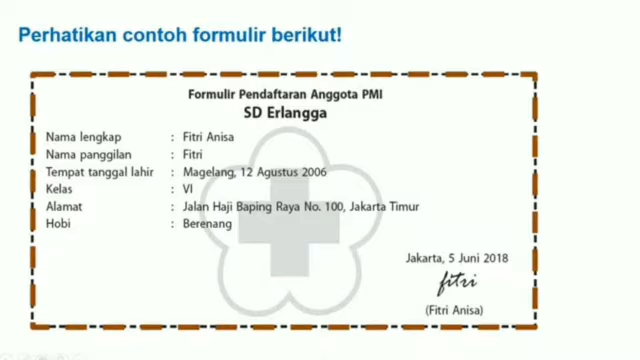 Perhatikan contoh formulir berikut!
Formulir Pendaftaran Anggota PMI
SD Erlangga
Nama lengkap : Fitri Anisa
Nama panggilan : Fitri
Tempat tanggal lahir : Magelang, 12 Agustus 2006
Kelas : VI
Alamat : Jalan Haji Baping Raya No. 100, Jakarta Timur
Hobi : Berenang
Jakarta, 5 Juni 2018
fitri
(Fitri Anisa)